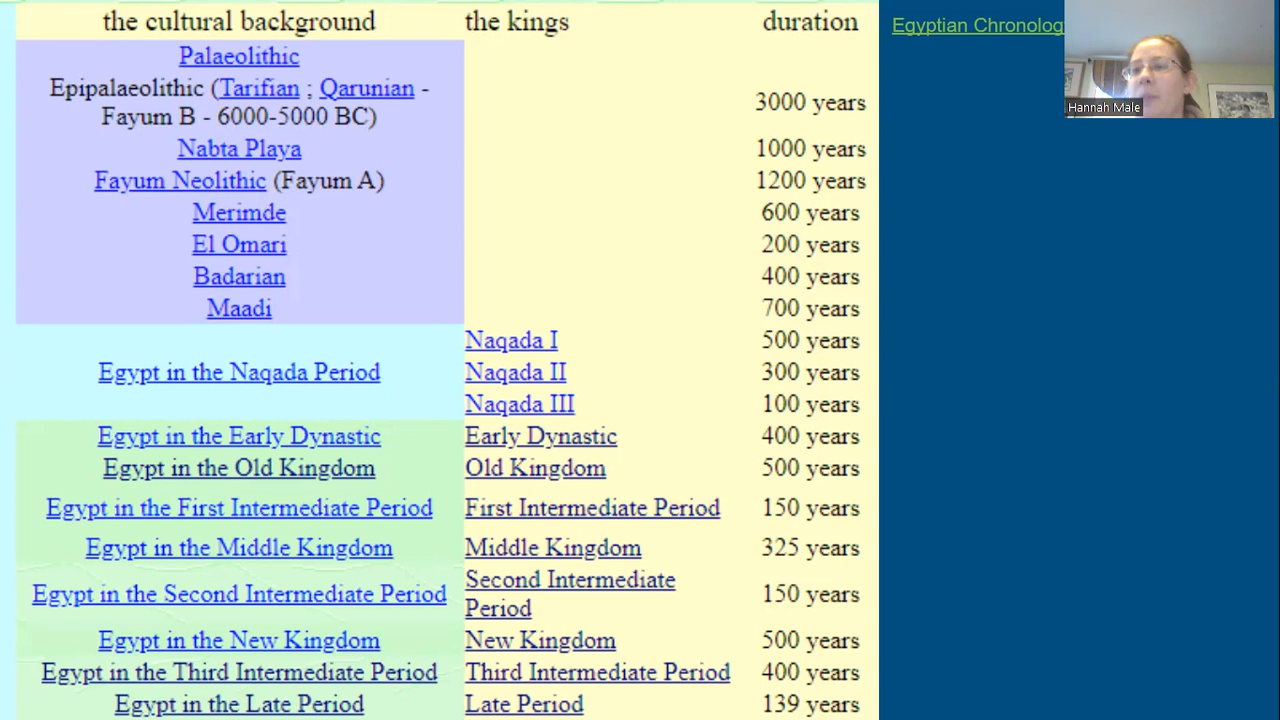 the cultural background the kings duration
Palaeolithic
Epipalaeolithic (Tarifian ; Qarunian -
Fayum B - 6000-5000 BC) 3000 years
Nabta Playa 1000 years
Fayum Neolithic (Fayum A) 1200 years
Merimde 600 years
El Omari 200 years
Badarian 400 years
Maadi 700 years
Naqada I 500 years
Egypt in the Naqada Period Naqada II 300 years
Naqada III 100 years
Egypt in the Early Dynastic Early Dynastic 400 years
Egypt in the Old Kingdom Old Kingdom 500 years
Egypt in the First Intermediate Period First Intermediate Period 150 years
Egypt in the Middle Kingdom Middle Kingdom 325 years
Egypt in the Second Intermediate Period Second Intermediate Period 150 years
Egypt in the New Kingdom New Kingdom 500 years
Egypt in the Third Intermediate Period Third Intermediate Period 400 years
Egypt in the Late Period Late Period 139 years
Egyptian Chronolog
Hannah Male